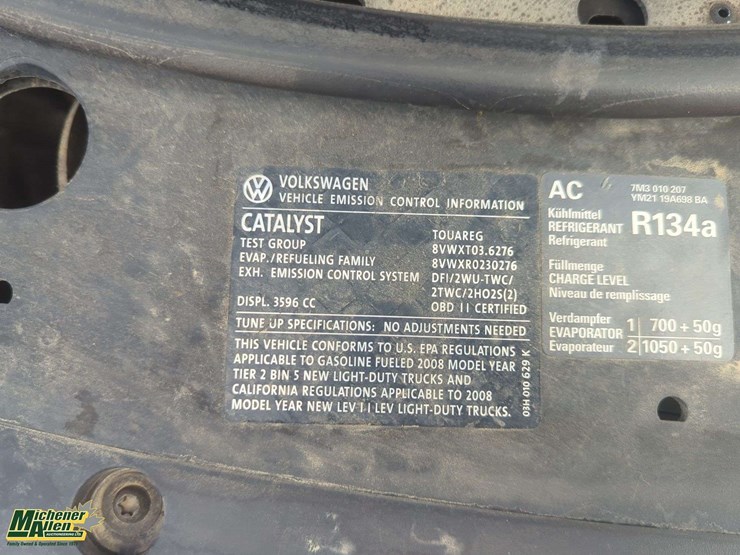 VOLKSWAGEN
VEHICLE EMISSION CONTROL INFORMATION
CATALYST
TOUAREG
TEST GROUP 8VWXT03.6276
EVAP./REFUELING FAMILY 8VWXR0230276
EXH. EMISSION CONTROL SYSTEM DFI/2WU-TWC/
2TWC/2HO2S(2)
DISPL. 3596 CC OBD II CERTIFIED
TUNE UP SPECIFICATIONS: NO ADJUSTMENTS NEEDED
THIS VEHICLE CONFORMS TO U.S. EPA REGULATIONS
APPLICABLE TO GASOLINE FUELED 2008 MODEL YEAR
TIER 2 BIN 5 NEW LIGHT-DUTY TRUCKS AND
CALIFORNIA REGULATIONS APPLICABLE TO 2008
MODEL YEAR NEW LEV II LEV LIGHT-DUTY TRUCKS.
03H 010 629 K
AC
7M3 010 207
YM21 19A698 BA
Kühlmittel
REFRIGERANT R134a
Refrigerant
Füllmenge
CHARGE LEVEL
Niveau de remplissage
Verdampfer
EVAPORATOR 1 700 + 50g
Evaporateur 2 1050 + 50g
Michener
Allen
AUCTIONEERING LTD.